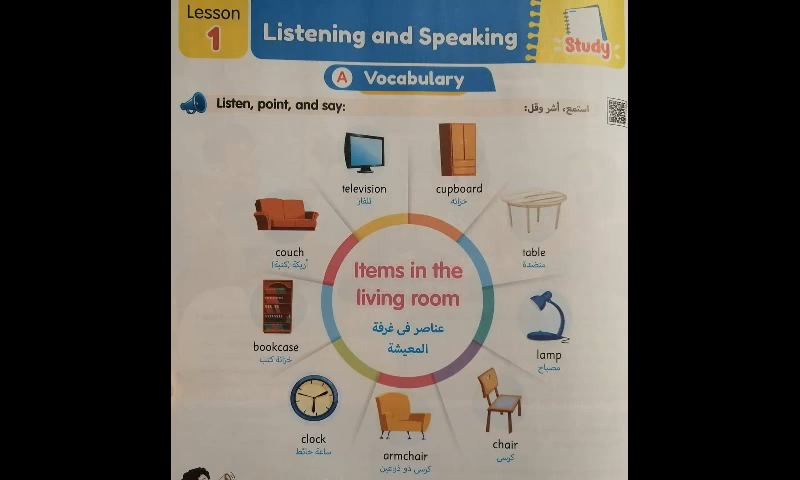 Lesson
1
Listening and Speaking
Study
A Vocabulary
Listen, point, and say:
استمع، أشر وقل:
television
تلفاز
cupboard
خزانة
couch
أريكة (كنبة)
table
منضدة
Items in the
living room
عناصر فى غرفة
المعيشة
bookcase
خزانة كتب
lamp
مصباح
clock
ساعة حائط
armchair
كرسى ذو ذراعين
chair
كرسى